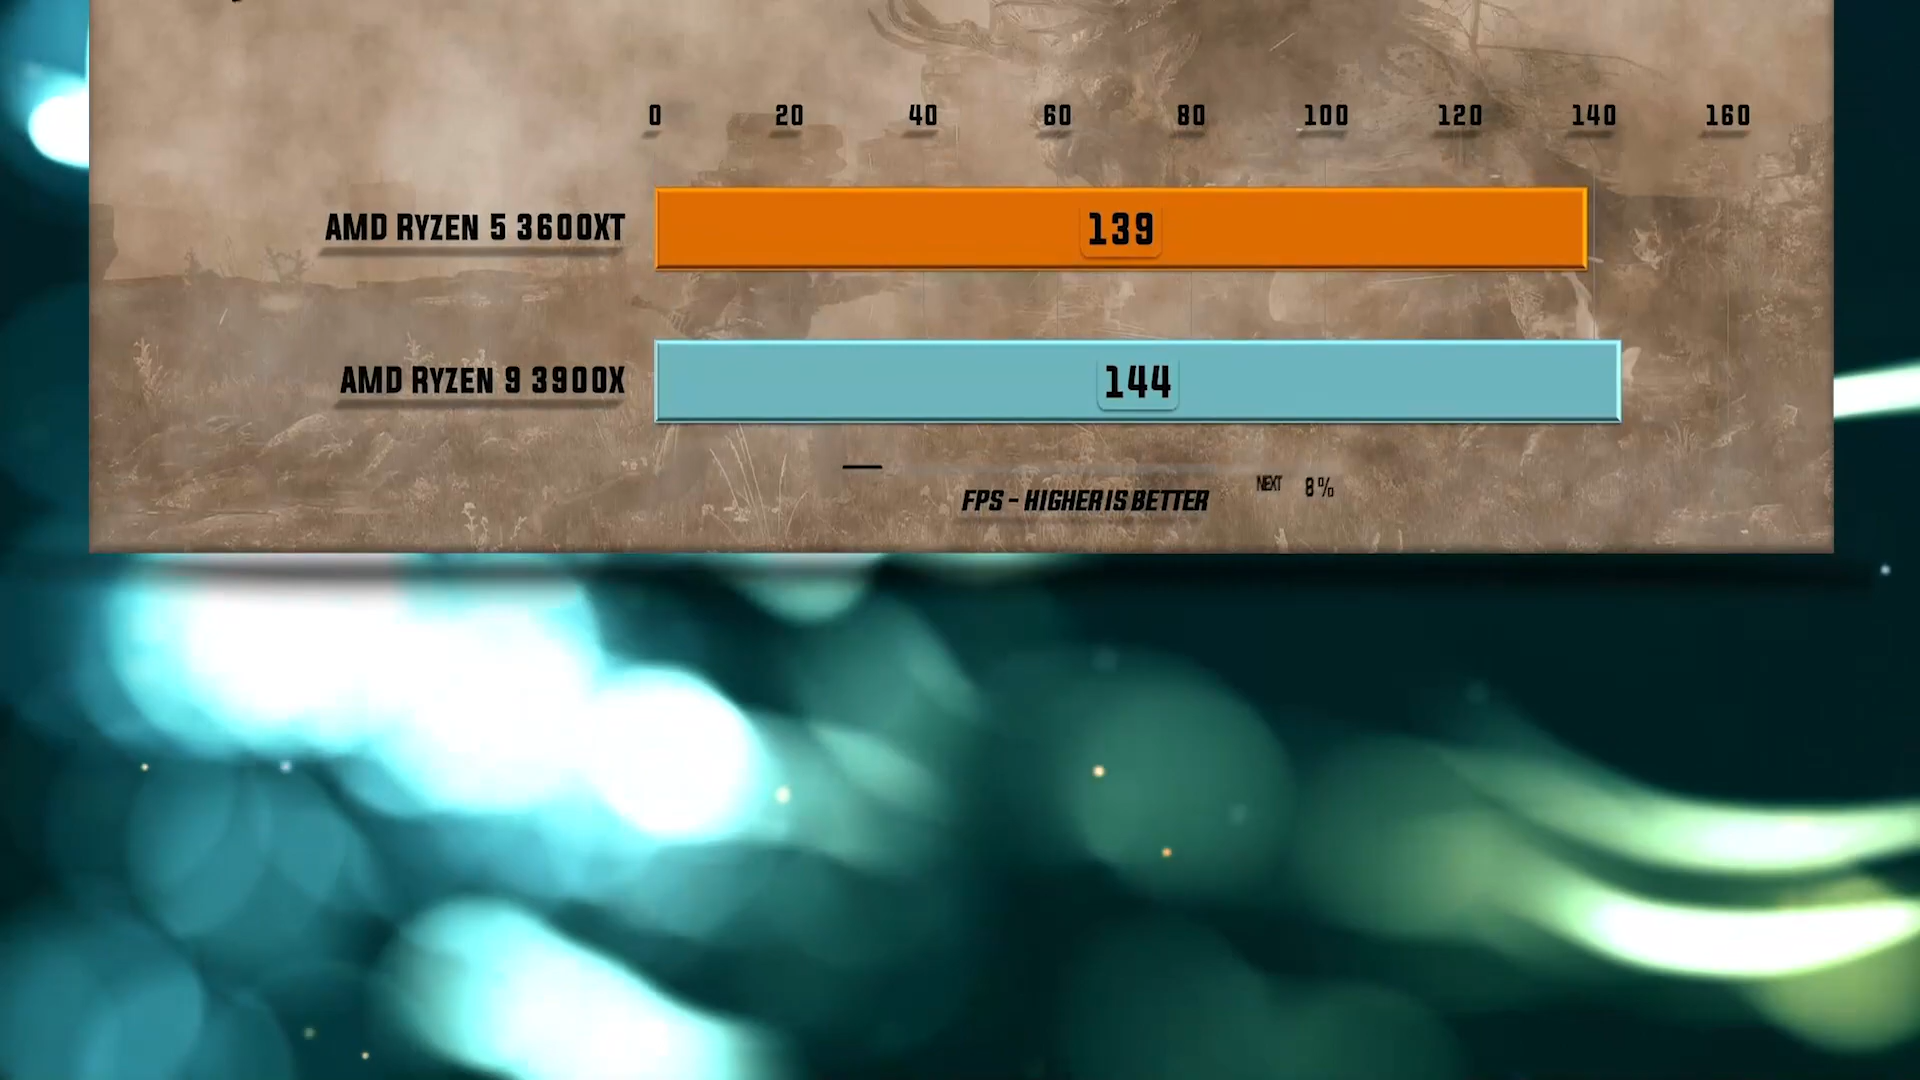 0 20 40 60 80 100 120 140 160
AMD RYZEN 5 3600XT 139
AMD RYZEN 9 3900X 144
NEXT 8%
FPS - HIGHER IS BETTER